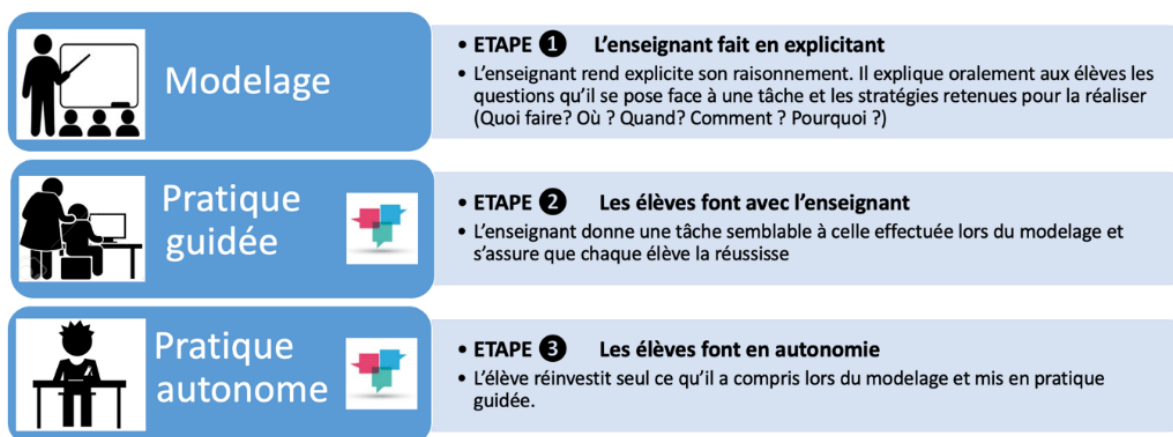 Modelage
• ETAPE ❶ L'enseignant fait en explicitant
• L'enseignant rend explicite son raisonnement. Il explique oralement aux élèves les
questions qu'il se pose face à une tâche et les stratégies retenues pour la réaliser
(Quoi faire? Où ? Quand? Comment ? Pourquoi ?)
Pratique
guidée
• ETAPE ❷ Les élèves font avec l'enseignant
• L'enseignant donne une tâche semblable à celle effectuée lors du modelage et
s'assure que chaque élève la réussisse
Pratique
autonome
• ETAPE ❸ Les élèves font en autonomie
• L'élève réinvestit seul ce qu'il a compris lors du modelage et mis en pratique
guidée.